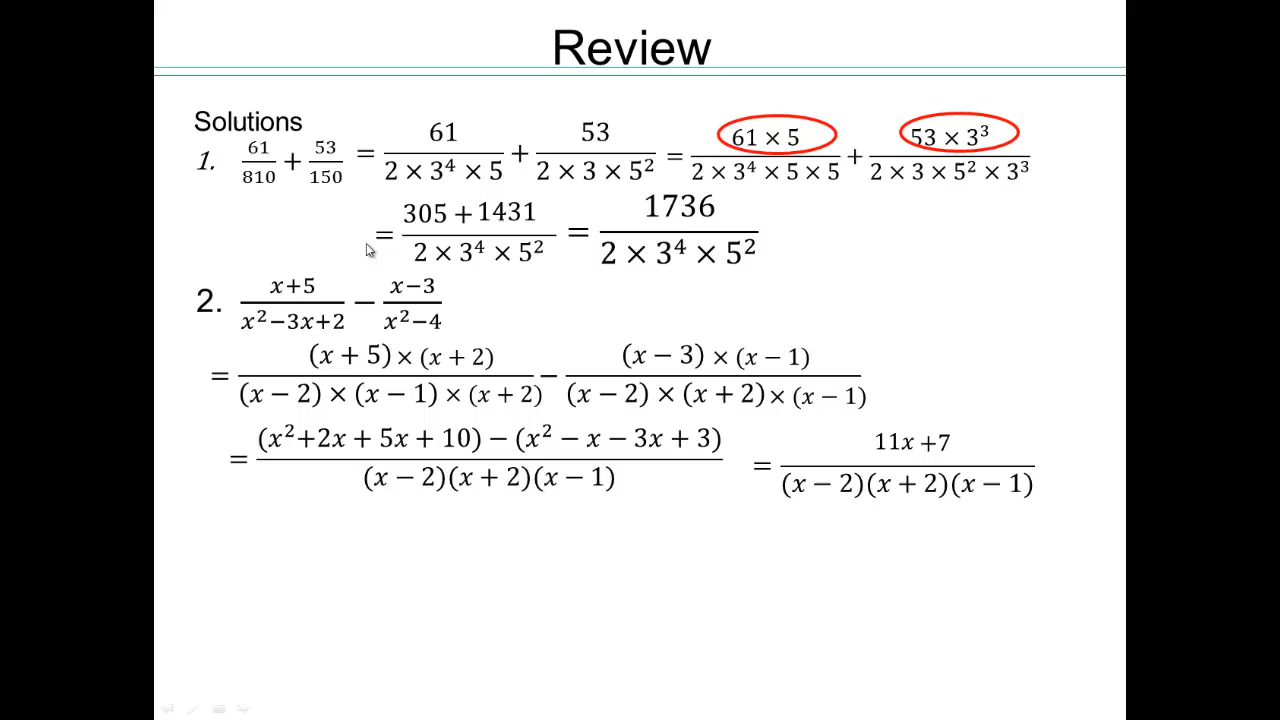 Review
Solutions
1. 61/810 + 53/150 = 61/(2 × 3⁴ × 5) + 53/(2 × 3 × 5²) = (61 × 5)/(2 × 3⁴ × 5 × 5) + (53 × 3³)/(2 × 3 × 5² × 3³)
= (305 + 1431)/(2 × 3⁴ × 5²) = 1736/(2 × 3⁴ × 5²)
2. (x+5)/(x²−3x+2) − (x−3)/(x²−4)
= ((x + 5) × (x + 2))/((x − 2) × (x − 1) × (x + 2)) − ((x − 3) × (x − 1))/((x − 2) × (x + 2) × (x − 1))
= ((x²+2x + 5x + 10) − (x² − x − 3x + 3))/((x − 2)(x + 2)(x − 1)) = (11x +7)/((x − 2)(x + 2)(x − 1))